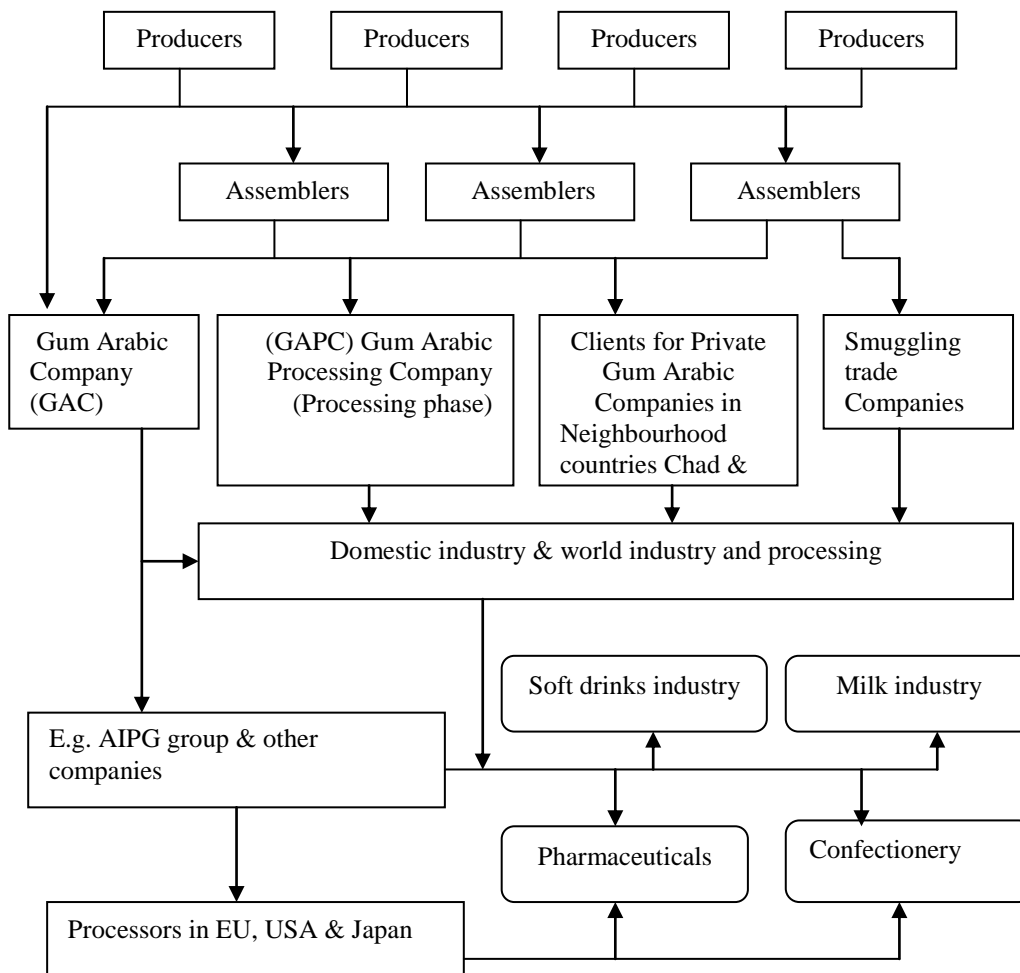 Producers
Producers
Producers
Producers
Assemblers
Assemblers
Assemblers
Gum Arabic
Company
(GAC)
(GAPC) Gum Arabic
Processing Company
(Processing phase)
Clients for Private
Gum Arabic
Companies in
Neighbourhood
countries Chad &
Smuggling
trade
Companies
Domestic industry & world industry and processing
Soft drinks industry
Milk industry
E.g. AIPG group & other
companies
Pharmaceuticals
Confectionery
Processors in EU, USA & Japan